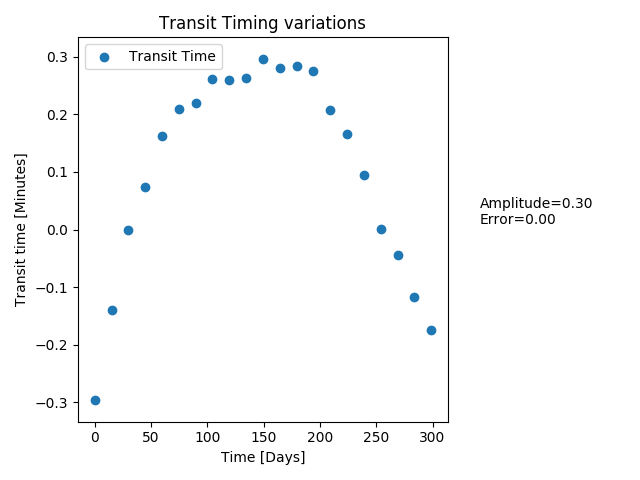 Transit Timing variations
Transit Time
0.3
0.2
0.1
0.0
−0.1
−0.2
−0.3
Transit time [Minutes]
Amplitude=0.30
Error=0.00
0 50 100 150 200 250 300
Time [Days]